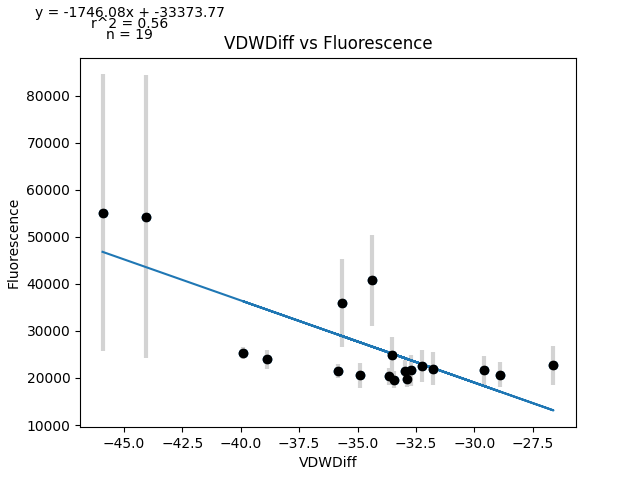 y = -1746.08x + -33373.77
r^2 = 0.56
n = 19
VDWDiff vs Fluorescence
Fluorescence
80000
70000
60000
50000
40000
30000
20000
10000
−45.0 −42.5 −40.0 −37.5 −35.0 −32.5 −30.0 −27.5
VDWDiff